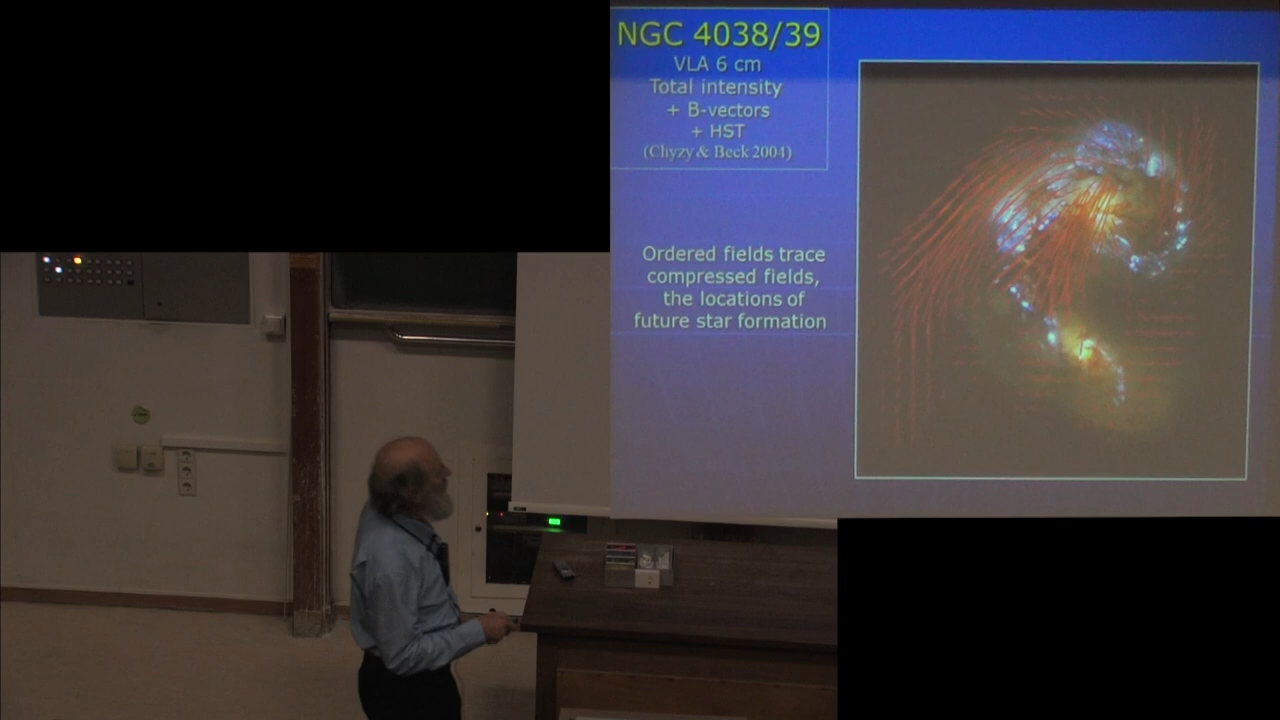 NGC 4038/39
VLA 6 cm
Total intensity
+ B-vectors
+ HST
(Chyzy & Beck 2004)
Ordered fields trace
compressed fields,
the locations of
future star formation